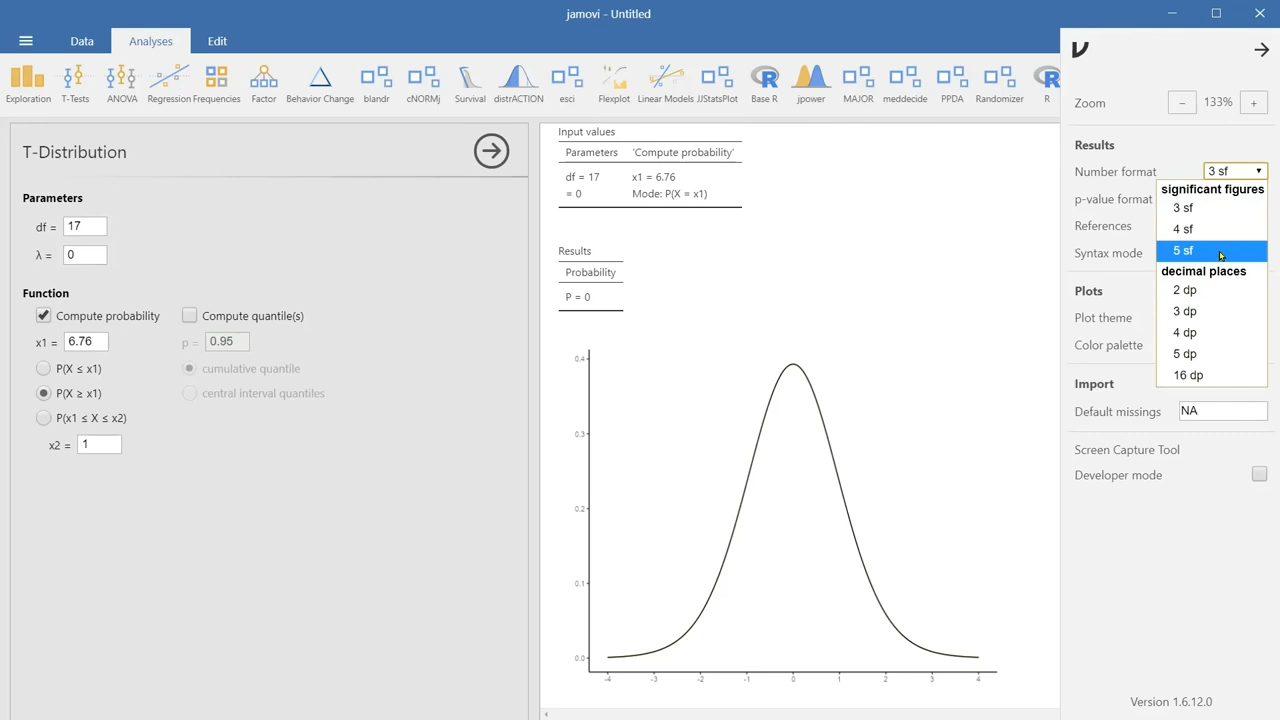 jamovi - Untitled
Data Analyses Edit
Exploration T-Tests ANOVA Regression Frequencies Factor Behavior Change blandr cNORMj Survival distrACTION esci Flexplot Linear Models JJStatsPlot Base R jpower MAJOR meddecide PPDA Randomizer R
T-Distribution
Parameters
df = 17
λ = 0
Function
Compute probability Compute quantile(s)
x1 = 6.76 p = 0.95
P(X ≤ x1) cumulative quantile
P(X ≥ x1) central interval quantiles
P(x1 ≤ X ≤ x2)
x2 = 1
Input values
Parameters 'Compute probability'
df = 17 x1 = 6.76
= 0 Mode: P(X = x1)
Results
Probability
P = 0
0.4
0.3
0.2
0.1
0.0
-4 -3 -2 -1 0 1 2 3 4
Zoom − 133% +
Results
Number format 3 sf
significant figures
p-value format 3 sf
References 4 sf
Syntax mode 5 sf
decimal places
Plots 2 dp
Plot theme 3 dp
4 dp
Color palette 5 dp
16 dp
Import
Default missings NA
Screen Capture Tool
Developer mode
Version 1.6.12.0